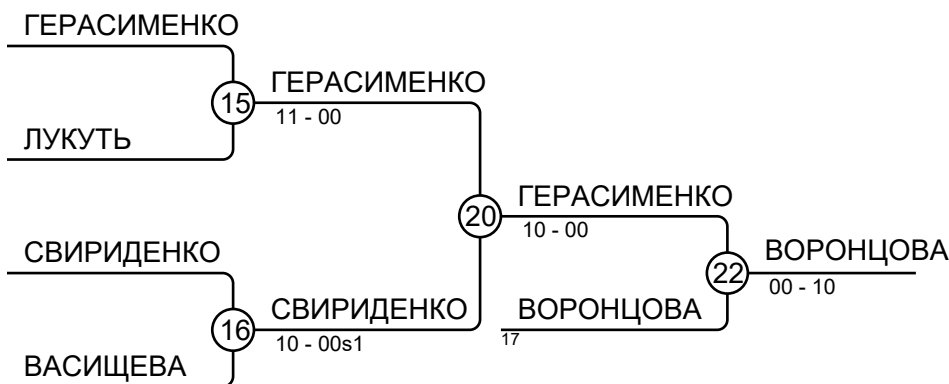 ГЕРАСИМЕНКО
15
ГЕРАСИМЕНКО
11 - 00
ЛУКУТЬ
20
ГЕРАСИМЕНКО
10 - 00
СВИРИДЕНКО
22
ВОРОНЦОВА
00 - 10
16
СВИРИДЕНКО
10 - 00s1
ВОРОНЦОВА
17
ВАСИЩЕВА